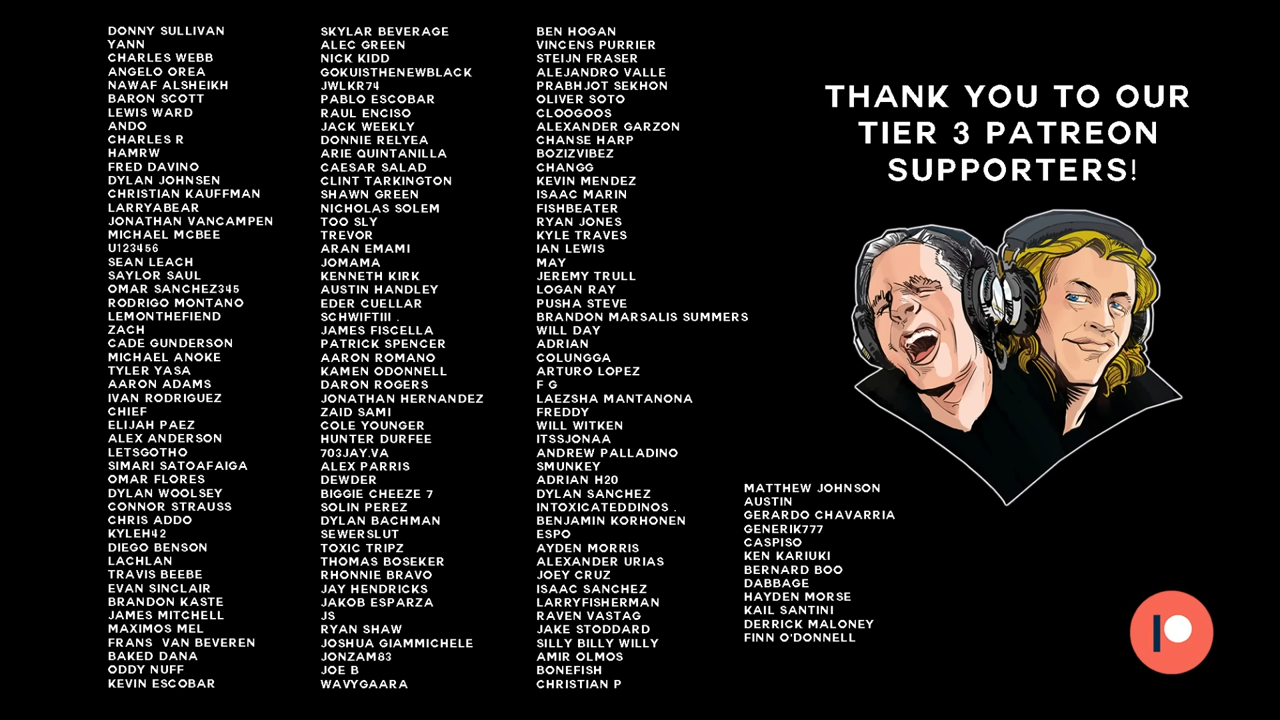 DONNY SULLIVAN
YANN
CHARLES WEBB
ANGELO OREA
NAWAF ALSHEIKH
BARON SCOTT
LEWIS WARD
ANDO
CHARLES R
HAMRW
FRED DAVINO
DYLAN JOHNSEN
CHRISTIAN KAUFFMAN
LARRYABEAR
JONATHAN VANCAMPEN
MICHAEL MCBEE
U123456
SEAN LEACH
SAYLOR SAUL
OMAR SANCHEZ345
RODRIGO MONTANO
LEMONTHEFIEND
ZACH
CADE GUNDERSON
MICHAEL ANOKE
TYLER YASA
AARON ADAMS
IVAN RODRIGUEZ
CHIEF
ELIJAH PAEZ
ALEX ANDERSON
LETSGOTHO
SIMARI SATOAFAIGA
OMAR FLORES
DYLAN WOOLSEY
CONNOR STRAUSS
CHRIS ADDO
KYLEH42
DIEGO BENSON
LACHLAN
TRAVIS BEEBE
EVAN SINCLAIR
BRANDON KASTE
JAMES MITCHELL
MAXIMOS MEL
FRANS  VAN BEVEREN
BAKED DANA
ODDY NUFF
KEVIN ESCOBAR
SKYLAR BEVERAGE
ALEC GREEN
NICK KIDD
GOKUISTHENEWBLACK
JWLKR74
PABLO ESCOBAR
RAUL ENCISO
JACK WEEKLY
DONNIE RELYEA
ARIE QUINTANILLA
CAESAR SALAD
CLINT TARKINGTON
SHAWN GREEN
NICHOLAS SOLEM
TOO SLY
TREVOR
ARAN EMAMI
JOMAMA
KENNETH KIRK
AUSTIN HANDLEY
EDER CUELLAR
SCHWIFTIII .
JAMES FISCELLA
PATRICK SPENCER
AARON ROMANO
KAMEN ODONNELL
DARON ROGERS
JONATHAN HERNANDEZ
ZAID SAMI
COLE YOUNGER
HUNTER DURFEE
703JAY.VA
ALEX PARRIS
DEWDER
BIGGIE CHEEZE 7
SOLIN PEREZ
DYLAN BACHMAN
SEWERSLUT
TOXIC TRIPZ
THOMAS BOSEKER
RHONNIE BRAVO
JAY HENDRICKS
JAKOB ESPARZA
JS
RYAN SHAW
JOSHUA GIAMMICHELE
JONZAM83
JOE B
WAVYGAARA
BEN HOGAN
VINCENS PURRIER
STEIJN FRASER
ALEJANDRO VALLE
PRABHJOT SEKHON
OLIVER SOTO
CLOOGOOS
ALEXANDER GARZON
CHANSE HARP
BOZIZVIBEZ
CHANGG
KEVIN MENDEZ
ISAAC MARIN
FISHBEATER
RYAN JONES
KYLE TRAVES
IAN LEWIS
MAY
JEREMY TRULL
LOGAN RAY
PUSHA STEVE
BRANDON MARSALIS SUMMERS
WILL DAY
ADRIAN
COLUNGGA
ARTURO LOPEZ
F G
LAEZSHA MANTANONA
FREDDY
WILL WITKEN
ITSSJONAA
ANDREW PALLADINO
SMUNKEY
ADRIAN H20
DYLAN SANCHEZ
INTOXICATEDDINOS .
BENJAMIN KORHONEN
ESPO
AYDEN MORRIS
ALEXANDER URIAS
JOEY CRUZ
ISAAC SANCHEZ
LARRYFISHERMAN
RAVEN VASTAG
JAKE STODDARD
SILLY BILLY WILLY
AMIR OLMOS
BONEFISH
CHRISTIAN P
MATTHEW JOHNSON
AUSTIN
GERARDO CHAVARRIA
GENERIK777
CASPISO
KEN KARIUKI
BERNARD BOO
DABBAGE
HAYDEN MORSE
KAIL SANTINI
DERRICK MALONEY
FINN O'DONNELL
THANK YOU TO OUR
TIER 3 PATREON
SUPPORTERS!